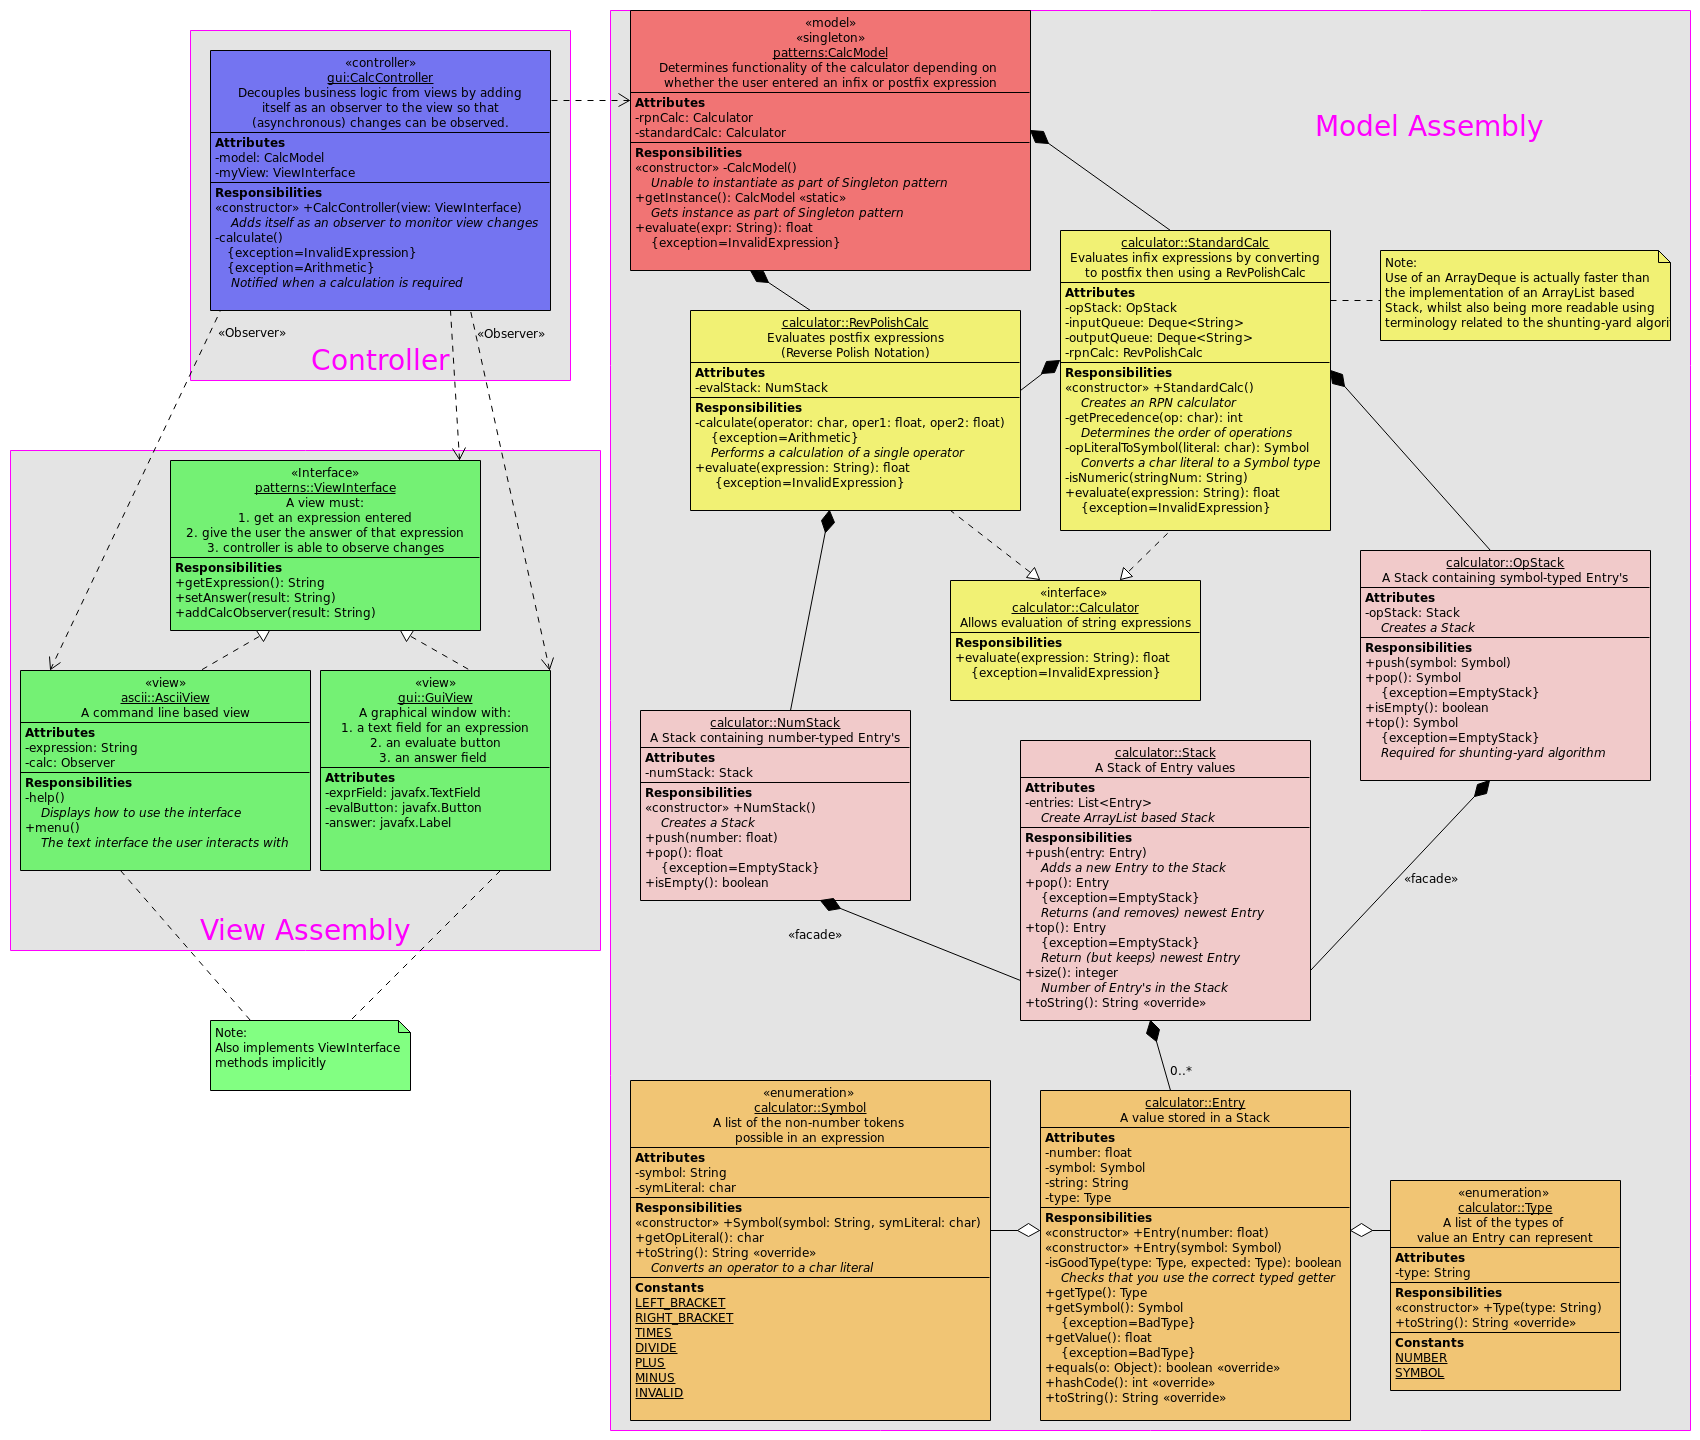 «controller»
gui:CalcController
Decouples business logic from views by adding
itself as an observer to the view so that
(asynchronous) changes can be observed.
Attributes
-model: CalcModel
-myView: ViewInterface
Responsibilities
«constructor» +CalcController(view: ViewInterface)
Adds itself as an observer to monitor view changes
-calculate()
{exception=InvalidExpression}
{exception=Arithmetic}
Notified when a calculation is required
«Observer»
«Observer»
Controller
«Interface»
patterns::ViewInterface
A view must:
1. get an expression entered
2. give the user the answer of that expression
3. controller is able to observe changes
Responsibilities
+getExpression(): String
+setAnswer(result: String)
+addCalcObserver(result: String)
«view»
ascii::AsciiView
A command line based view
Attributes
-expression: String
-calc: Observer
Responsibilities
-help()
Displays how to use the interface
+menu()
The text interface the user interacts with
«view»
gui::GuiView
A graphical window with:
1. a text field for an expression
2. an evaluate button
3. an answer field
Attributes
-exprField: javafx.TextField
-evalButton: javafx.Button
-answer: javafx.Label
View Assembly
Note:
Also implements ViewInterface
methods implicitly
«model»
«singleton»
patterns:CalcModel
Determines functionality of the calculator depending on
whether the user entered an infix or postfix expression
Attributes
-rpnCalc: Calculator
-standardCalc: Calculator
Responsibilities
«constructor» -CalcModel()
Unable to instantiate as part of Singleton pattern
+getInstance(): CalcModel «static»
Gets instance as part of Singleton pattern
+evaluate(expr: String): float
{exception=InvalidExpression}
Model Assembly
calculator::StandardCalc
Evaluates infix expressions by converting
to postfix then using a RevPolishCalc
Attributes
-opStack: OpStack
-inputQueue: Deque<String>
-outputQueue: Deque<String>
-rpnCalc: RevPolishCalc
Responsibilities
«constructor» +StandardCalc()
Creates an RPN calculator
-getPrecedence(op: char): int
Determines the order of operations
-opLiteralToSymbol(literal: char): Symbol
Converts a char literal to a Symbol type
-isNumeric(stringNum: String)
+evaluate(expression: String): float
{exception=InvalidExpression}
Note:
Use of an ArrayDeque is actually faster than
the implementation of an ArrayList based
Stack, whilst also being more readable using
terminology related to the shunting-yard algori
calculator::RevPolishCalc
Evaluates postfix expressions
(Reverse Polish Notation)
Attributes
-evalStack: NumStack
Responsibilities
-calculate(operator: char, oper1: float, oper2: float)
{exception=Arithmetic}
Performs a calculation of a single operator
+evaluate(expression: String): float
{exception=InvalidExpression}
«interface»
calculator::Calculator
Allows evaluation of string expressions
Responsibilities
+evaluate(expression: String): float
{exception=InvalidExpression}
calculator::OpStack
A Stack containing symbol-typed Entry's
Attributes
-opStack: Stack
Creates a Stack
Responsibilities
+push(symbol: Symbol)
+pop(): Symbol
{exception=EmptyStack}
+isEmpty(): boolean
+top(): Symbol
{exception=EmptyStack}
Required for shunting-yard algorithm
calculator::NumStack
A Stack containing number-typed Entry's
Attributes
-numStack: Stack
Responsibilities
«constructor» +NumStack()
Creates a Stack
+push(number: float)
+pop(): float
{exception=EmptyStack}
+isEmpty(): boolean
«facade»
calculator::Stack
A Stack of Entry values
Attributes
-entries: List<Entry>
Create ArrayList based Stack
Responsibilities
+push(entry: Entry)
Adds a new Entry to the Stack
+pop(): Entry
{exception=EmptyStack}
Returns (and removes) newest Entry
+top(): Entry
{exception=EmptyStack}
Return (but keeps) newest Entry
+size(): integer
Number of Entry's in the Stack
+toString(): String «override»
«facade»
0..*
«enumeration»
calculator::Symbol
A list of the non-number tokens
possible in an expression
Attributes
-symbol: String
-symLiteral: char
Responsibilities
«constructor» +Symbol(symbol: String, symLiteral: char)
+getOpLiteral(): char
+toString(): String «override»
Converts an operator to a char literal
Constants
LEFT_BRACKET
RIGHT_BRACKET
TIMES
DIVIDE
PLUS
MINUS
INVALID
calculator::Entry
A value stored in a Stack
Attributes
-number: float
-symbol: Symbol
-string: String
-type: Type
Responsibilities
«constructor» +Entry(number: float)
«constructor» +Entry(symbol: Symbol)
-isGoodType(type: Type, expected: Type): boolean
Checks that you use the correct typed getter
+getType(): Type
+getSymbol(): Symbol
{exception=BadType}
+getValue(): float
{exception=BadType}
+equals(o: Object): boolean «override»
+hashCode(): int «override»
+toString(): String «override»
«enumeration»
calculator::Type
A list of the types of
value an Entry can represent
Attributes
-type: String
Responsibilities
«constructor» +Type(type: String)
+toString(): String «override»
Constants
NUMBER
SYMBOL